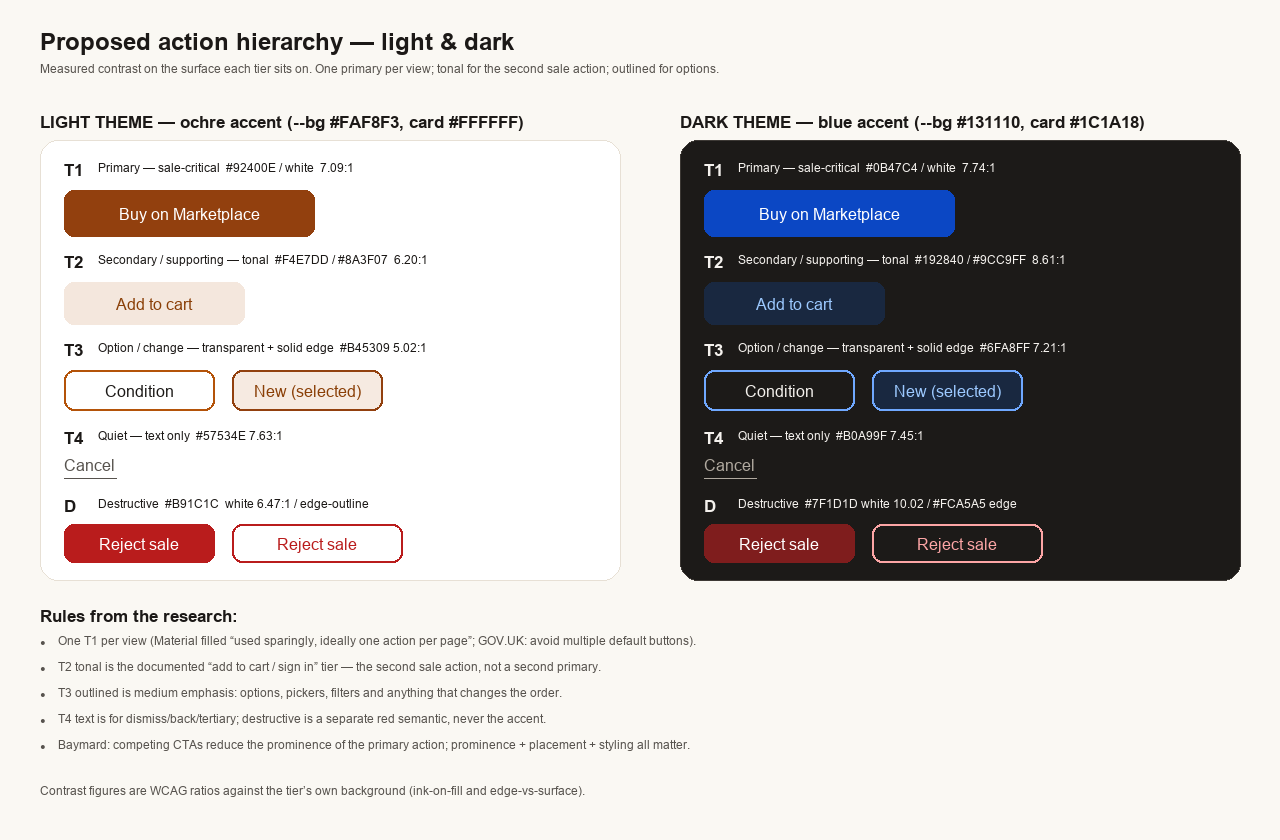 Proposed action hierarchy — light & dark
Measured contrast on the surface each tier sits on. One primary per view; tonal for the second sale action; outlined for options.
LIGHT THEME — ochre accent (--bg #FAF8F3, card #FFFFFF)
T1 Primary — sale-critical #92400E / white 7.09:1
Buy on Marketplace
T2 Secondary / supporting — tonal #F4E7DD / #8A3F07 6.20:1
Add to cart
T3 Option / change — transparent + solid edge #B45309 5.02:1
Condition
New (selected)
T4 Quiet — text only #57534E 7.63:1
Cancel
D Destructive #B91C1C white 6.47:1 / edge-outline
Reject sale
Reject sale
DARK THEME — blue accent (--bg #131110, card #1C1A18)
T1 Primary — sale-critical #0B47C4 / white 7.74:1
Buy on Marketplace
T2 Secondary / supporting — tonal #192840 / #9CC9FF 8.61:1
Add to cart
T3 Option / change — transparent + solid edge #6FA8FF 7.21:1
Condition
New (selected)
T4 Quiet — text only #B0A99F 7.45:1
Cancel
D Destructive #7F1D1D white 10.02 / #FCA5A5 edge
Reject sale
Reject sale
Rules from the research:
• One T1 per view (Material filled “used sparingly, ideally one action per page”; GOV.UK: avoid multiple default buttons).
• T2 tonal is the documented “add to cart / sign in” tier — the second sale action, not a second primary.
• T3 outlined is medium emphasis: options, pickers, filters and anything that changes the order.
• T4 text is for dismiss/back/tertiary; destructive is a separate red semantic, never the accent.
• Baymard: competing CTAs reduce the prominence of the primary action; prominence + placement + styling all matter.
Contrast figures are WCAG ratios against the tier’s own background (ink-on-fill and edge-vs-surface).